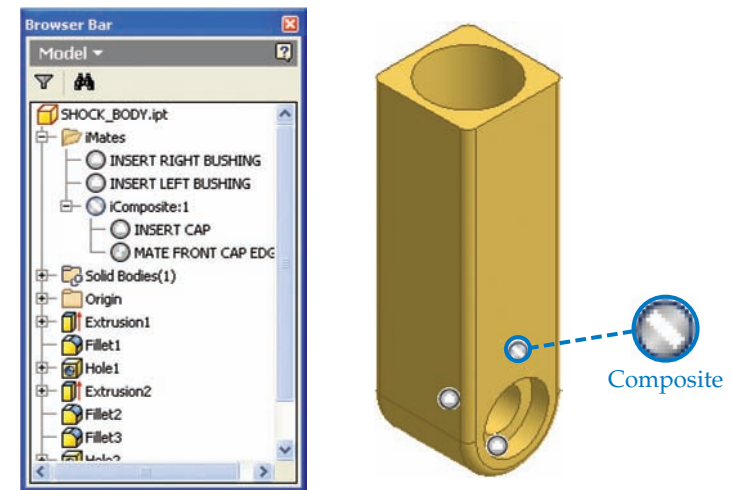 Browser Bar
Model
SHOCK_BODY.ipt
iMates
INSERT RIGHT BUSHING
INSERT LEFT BUSHING
iComposite:1
INSERT CAP
MATE FRONT CAP EDG
Solid Bodies(1)
Origin
Extrusion1
Fillet1
Hole1
Extrusion2
Fillet2
Fillet3
Hole2
Composite